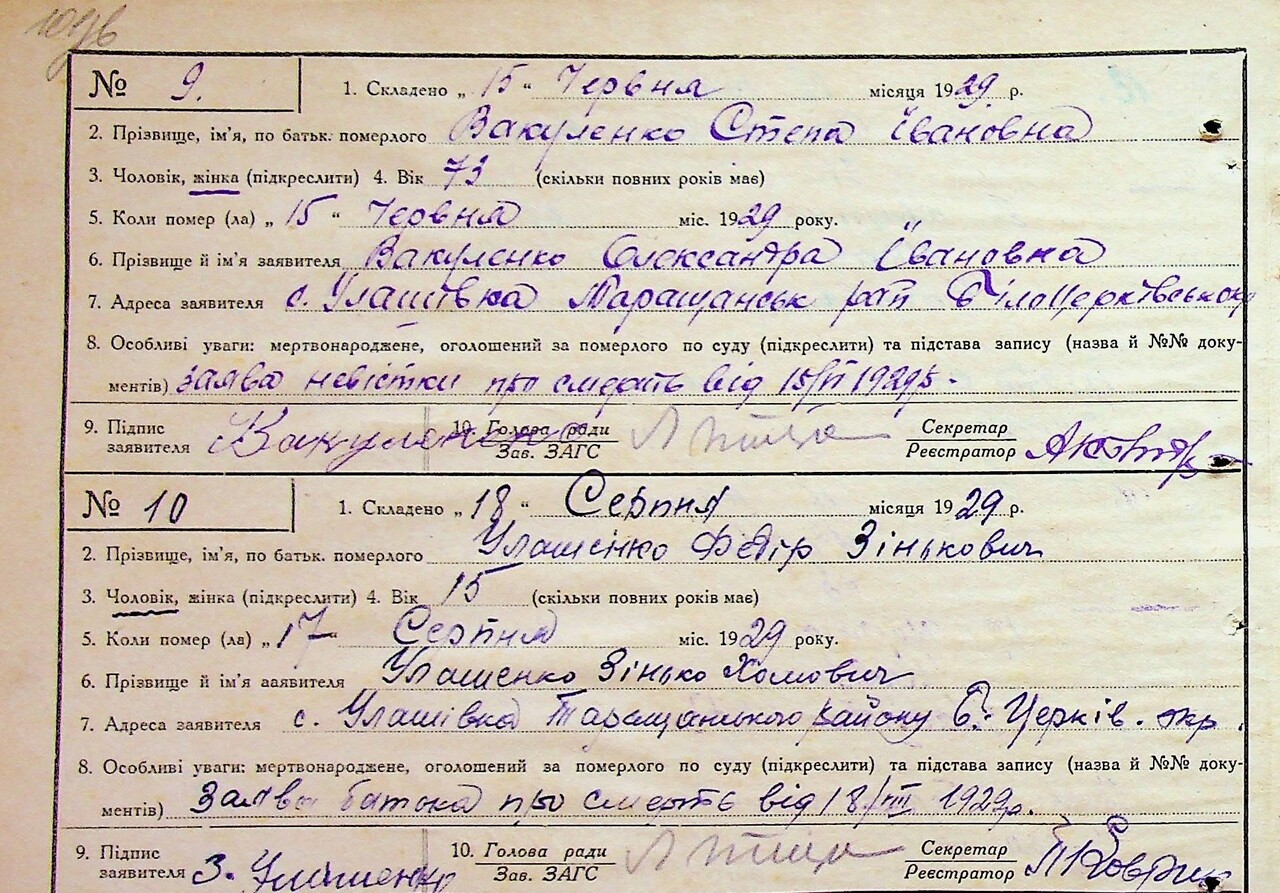 № 9. 1. Складено „ 15 “ Червня місяця 1929 р.
2. Прізвище, ім'я, по батьк. померлого Вакуленко Степа Івановна
3. Чоловік, жінка (підкреслити) 4. Вік 73 (скільки повних років має)
5. Коли помер (ла) „ 15 “ Червня міс. 1929 року.
6. Прізвище й ім'я заявителя Вакуленко Олександра Івановна
7. Адреса заявителя с. Улашівка Таращанськ рай Білоцерківської
8. Особливі уваги: мертвонароджене, оголошений за померлого по суду (підкреслити) та підстава запису (назва й №№ доку-
ментів) заява невістки про смерть від 15/VI 1929 р.
9. Підпис заявителя Вакуленко 10. Голова ради Зав. ЗАГС Секретар Реєстратор
№ 10 1. Складено „ 18 “ Серпня місяця 1929 р.
2. Прізвище, ім'я, по батьк. померлого Улашенко Федір Зінькович
3. Чоловік, жінка (підкреслити) 4. Вік 15 (скільки повних років має)
5. Коли помер (ла) „ 17 “ Серпня міс. 1929 року.
6. Прізвище й ім'я заявителя Улашенко Зінько Хомович
7. Адреса заявителя с. Улашівка Таращанського району Б. Церків. окр.
8. Особливі уваги: мертвонароджене, оголошений за померлого по суду (підкреслити) та підстава запису (назва й №№ доку-
ментів) Заява батька про смерть від 18/VIII 1929 р.
9. Підпис заявителя З. Улашенко 10. Голова ради Зав. ЗАГС Секретар Реєстратор